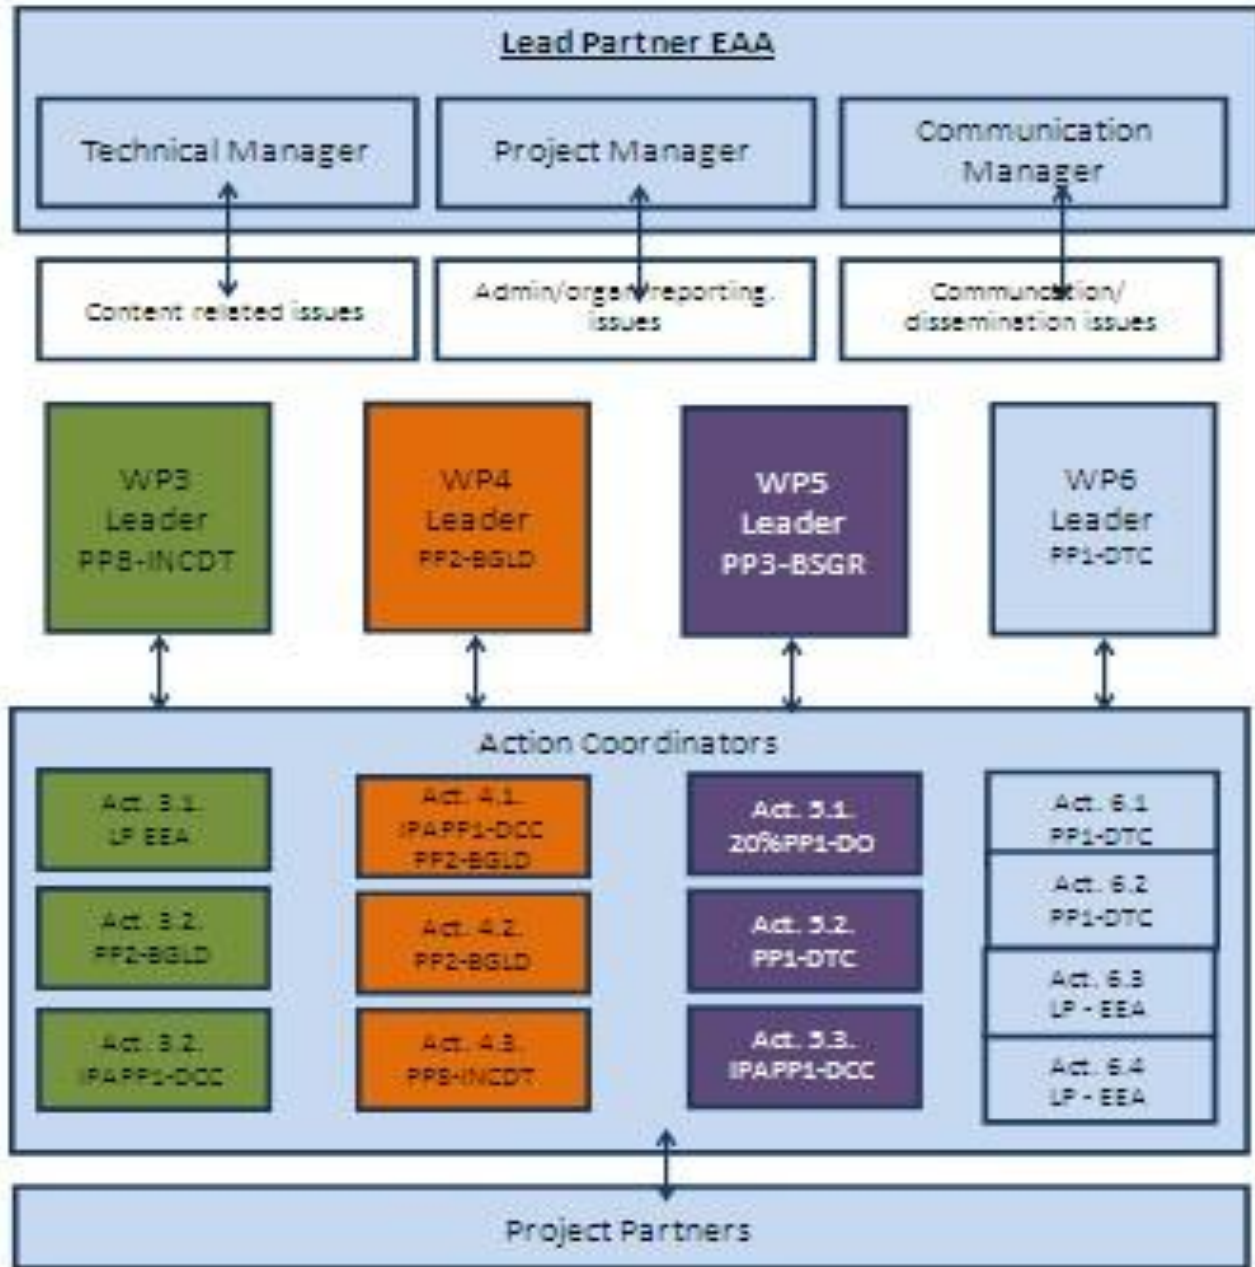 Lead Partner EAA
Technical Manager
Project Manager
Communication
Manager
Content related issues
Admin/organ/reporting.
issues
Communcation/
dissemination issues
WP3
Leader
PP8-INCDT
WP4
Leader
PP2-BGLD
WP5
Leader
PP3-BSGR
WP6
Leader
PP1-DTC
Action Coordinators
Act. 3.1.
LP EEA
Act. 4.1.
IPAPP1-DCC
PP2-BGLD
Act. 5.1.
20%PP1-DO
Act. 6.1
PP1-DTC
Act. 3.2.
PP2-BGLD
Act. 4.2.
PP2-BGLD
Act. 5.2.
PP1-DTC
Act. 6.2
PP1-DTC
Act. 3.2.
IPAPP1-DCC
Act. 4.3.
PP8-INCDT
Act. 5.3.
IPAPP1-DCC
Act. 6.3
LP - EEA
Act. 6.4
LP - EEA
Project Partners